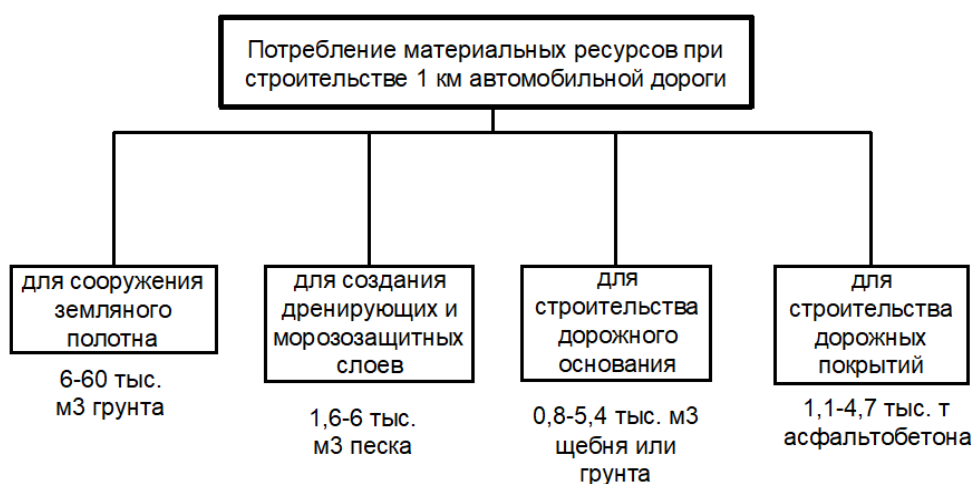 Потребление материальных ресурсов при
строительстве 1 км автомобильной дороги
для сооружения
земляного
полотна
6-60 тыс.
м3 грунта
для создания
дренирующих и
морозозащитных
слоев
1,6-6 тыс.
м3 песка
для
строительства
дорожного
основания
0,8-5,4 тыс. м3
щебня или
грунта
для
строительства
дорожных
покрытий
1,1-4,7 тыс. т
асфальтобетона